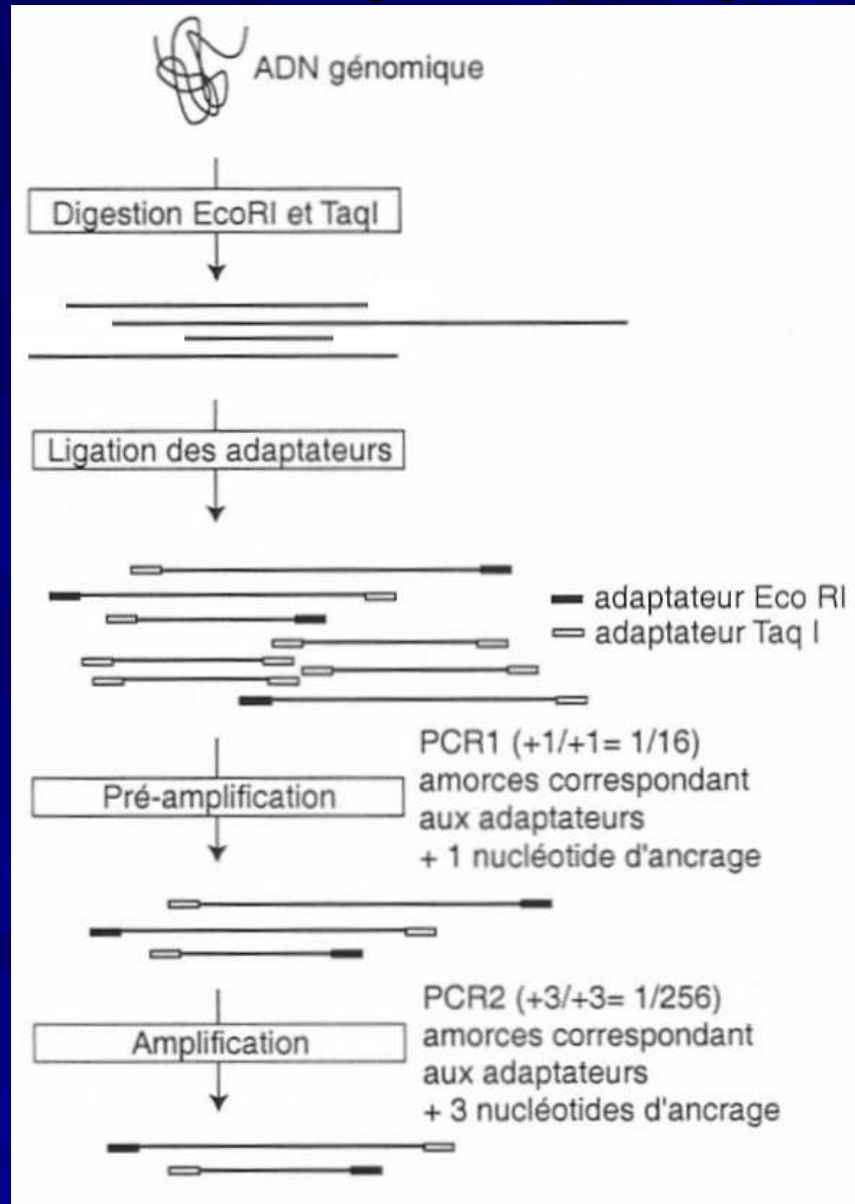 ADN génomique
Digestion EcoRI et TaqI
Ligation des adaptateurs
adaptateur Eco RI
adaptateur Taq I
PCR1 (+1/+1= 1/16)
amorces correspondant
aux adaptateurs
+ 1 nucléotide d'ancrage
Pré-amplification
PCR2 (+3/+3= 1/256)
amorces correspondant
aux adaptateurs
+ 3 nucléotides d'ancrage
Amplification